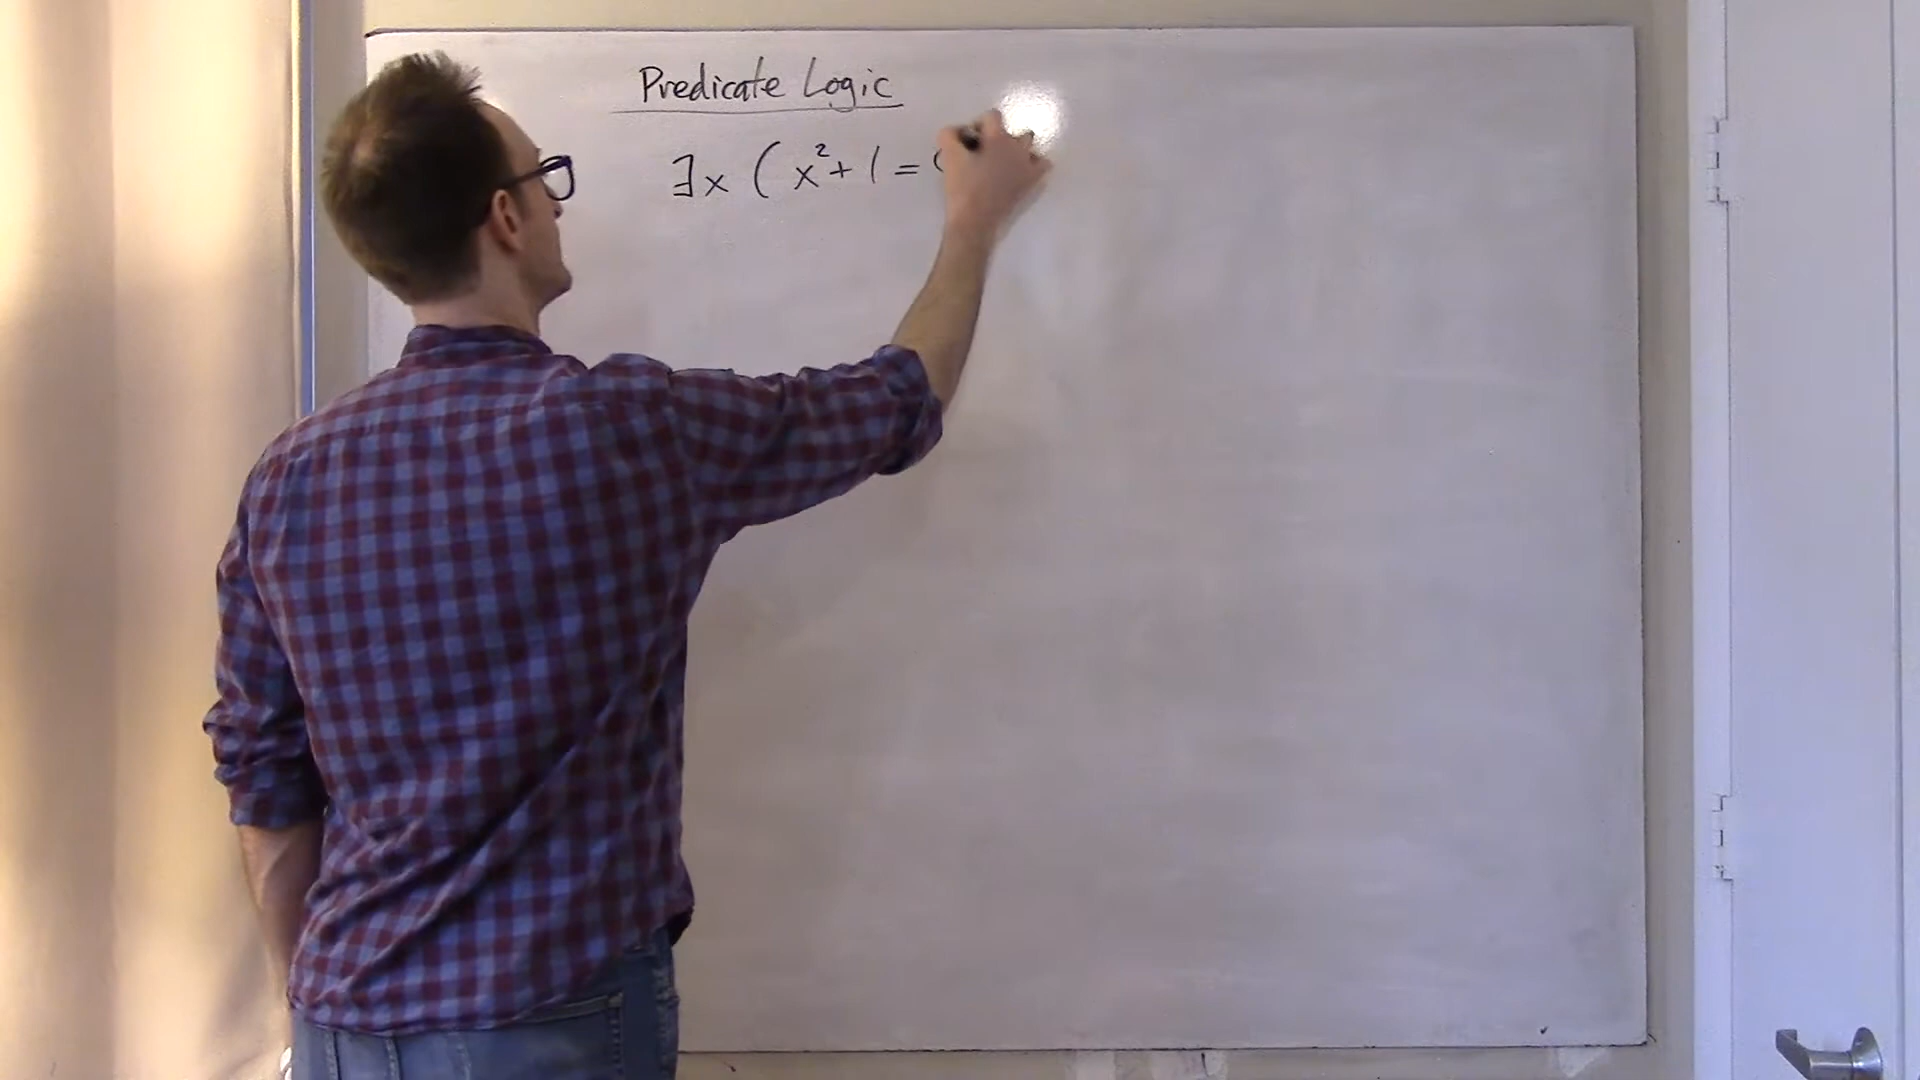 Predicate Logic
∃x ( x² + 1 =